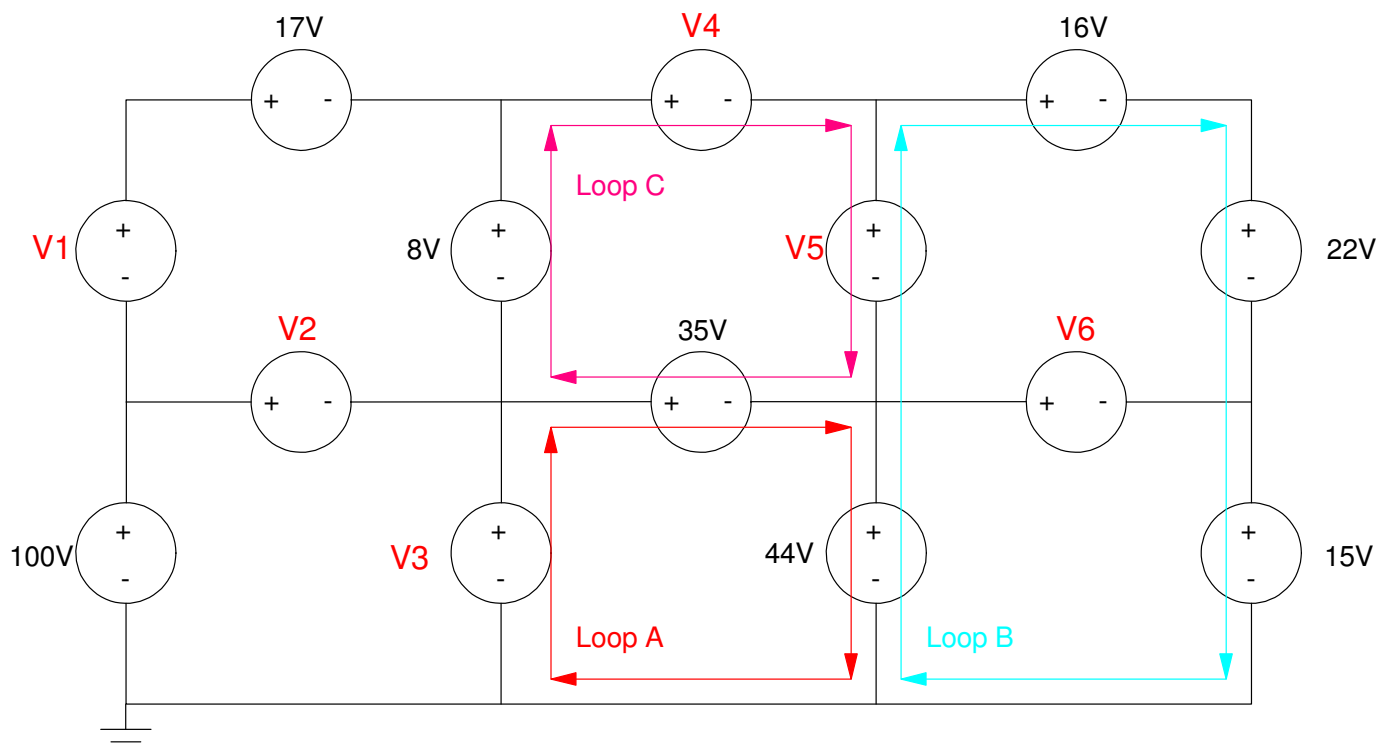 17V
V4
16V
+ -
+ -
+ -
Loop C
+
-
V1
+
-
8V
+
-
V5
+
-
22V
V2
35V
V6
+ -
+ -
+ -
+
-
100V
+
-
V3
+
-
44V
+
-
15V
Loop A
Loop B